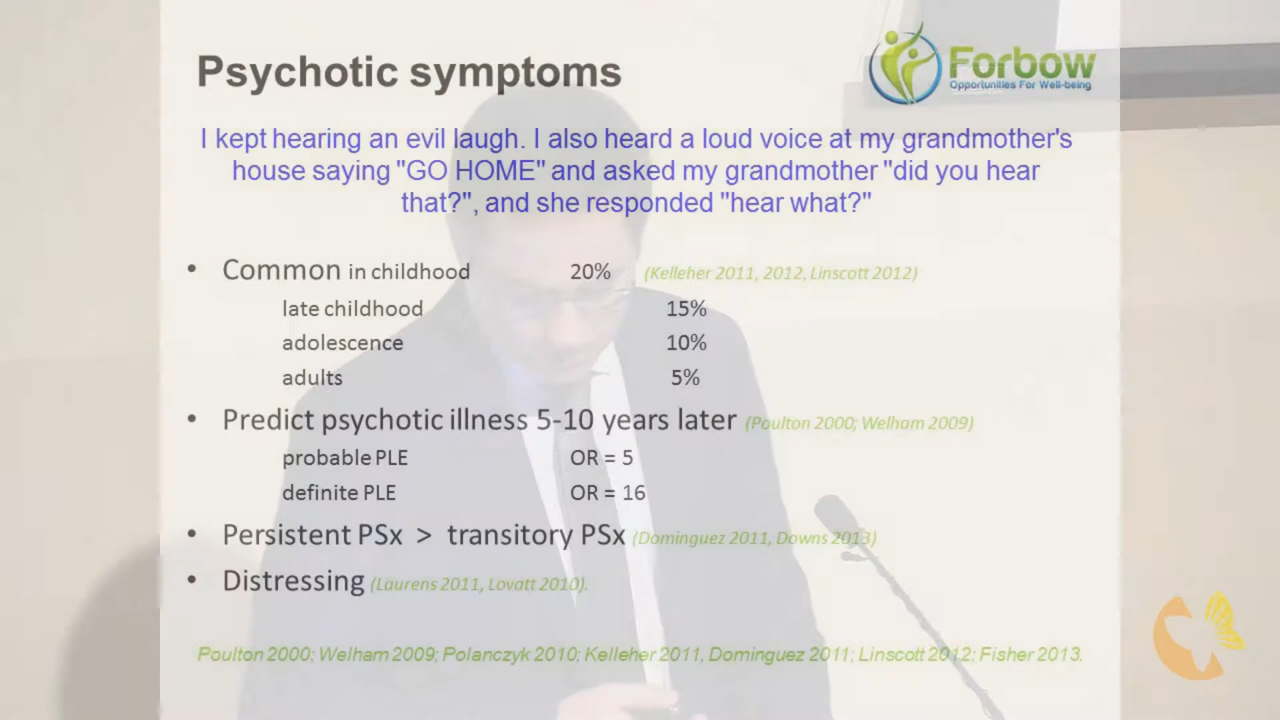 Psychotic symptoms
Forbow
Opportunities For Well-being
I kept hearing an evil laugh. I also heard a loud voice at my grandmother's
house saying "GO HOME" and asked my grandmother "did you hear
that?", and she responded "hear what?"
• Common in childhood 20% (Kelleher 2011, 2012, Linscott 2012)
late childhood 15%
adolescence 10%
adults 5%
• Predict psychotic illness 5-10 years later (Poulton 2000; Welham 2009)
probable PLE OR = 5
definite PLE OR = 16
• Persistent PSx > transitory PSx (Dominguez 2011, Downs 2013)
• Distressing (Laurens 2011, Lovatt 2010).
Poulton 2000; Welham 2009; Polanczyk 2010; Kelleher 2011, Dominguez 2011; Linscott 2012; Fisher 2013.